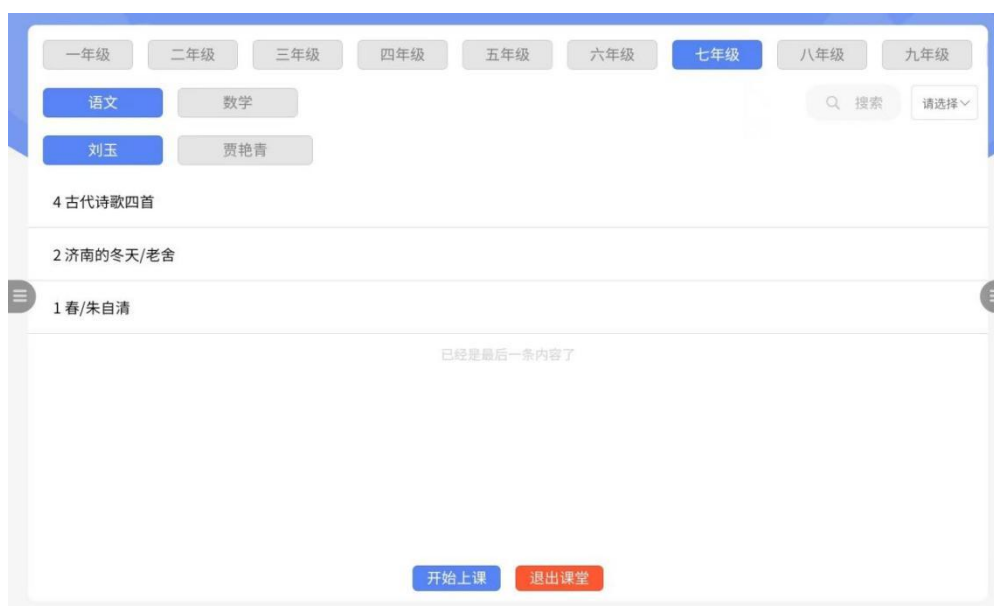 一年级 二年级 三年级 四年级 五年级 六年级 七年级 八年级 九年级
语文 数学 搜索 请选择
刘玉 贾艳青
4 古代诗歌四首
2 济南的冬天/老舍
1 春/朱自清
已经是最后一条内容了
开始上课 退出课堂